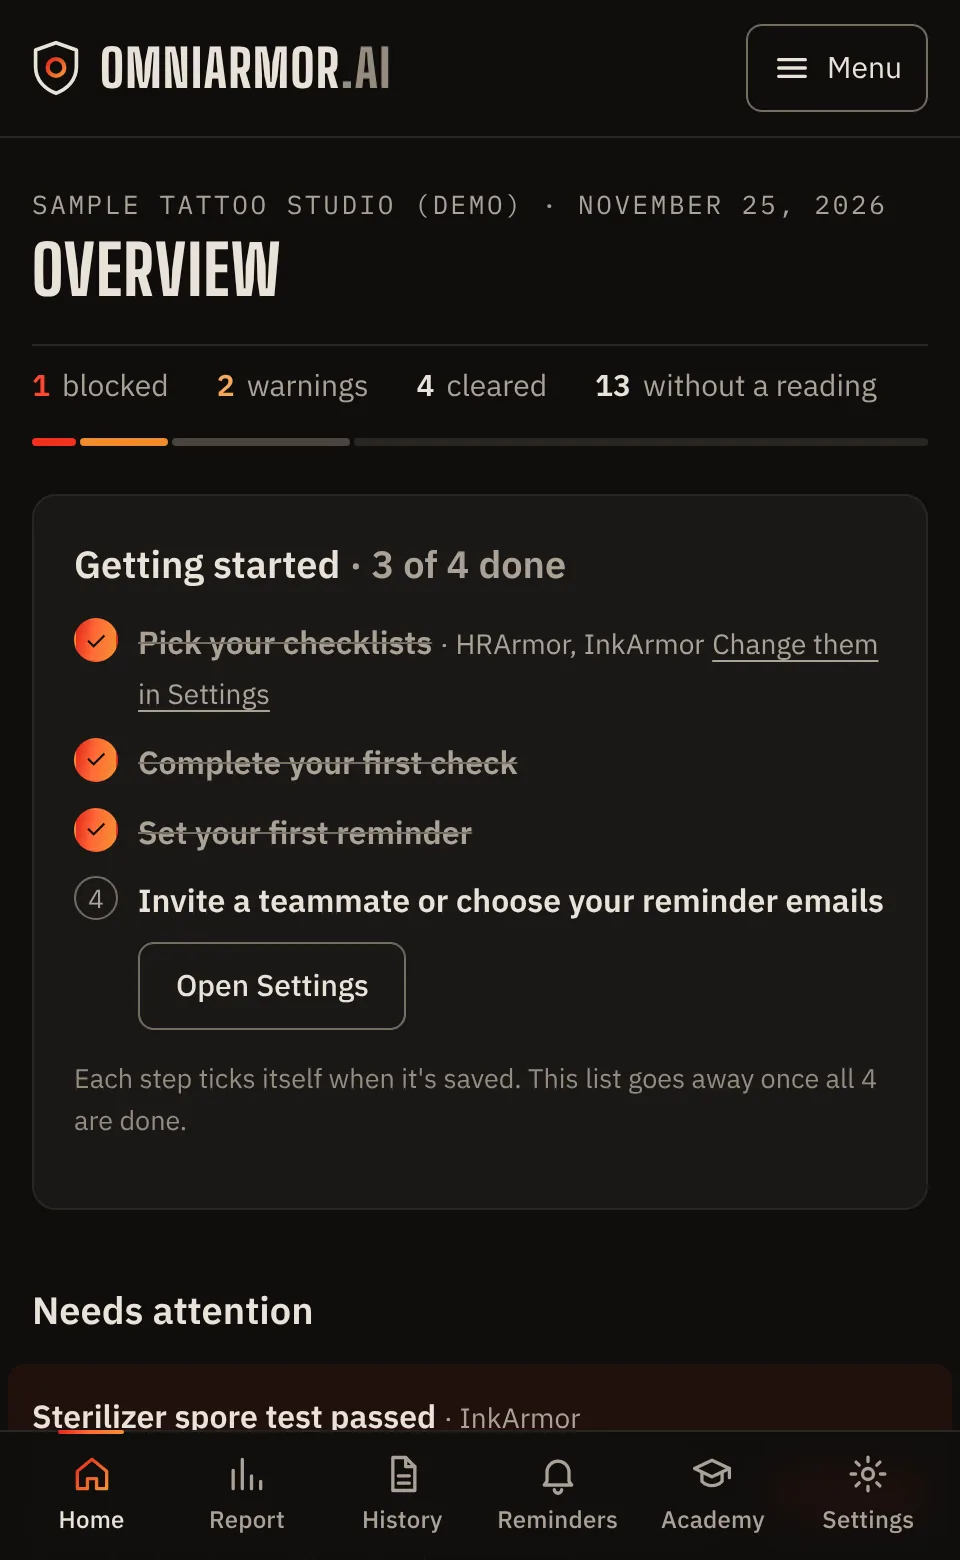 OMNIARMOR.AI
Menu
SAMPLE TATTOO STUDIO (DEMO) · NOVEMBER 25, 2026
OVERVIEW
1 blocked 2 warnings 4 cleared 13 without a reading
Getting started · 3 of 4 done
Pick your checklists · HRArmor, InkArmor Change them
in Settings
Complete your first check
Set your first reminder
4 Invite a teammate or choose your reminder emails
Open Settings
Each step ticks itself when it's saved. This list goes away once all 4
are done.
Needs attention
Sterilizer spore test passed · InkArmor
Home Report History Reminders Academy Settings